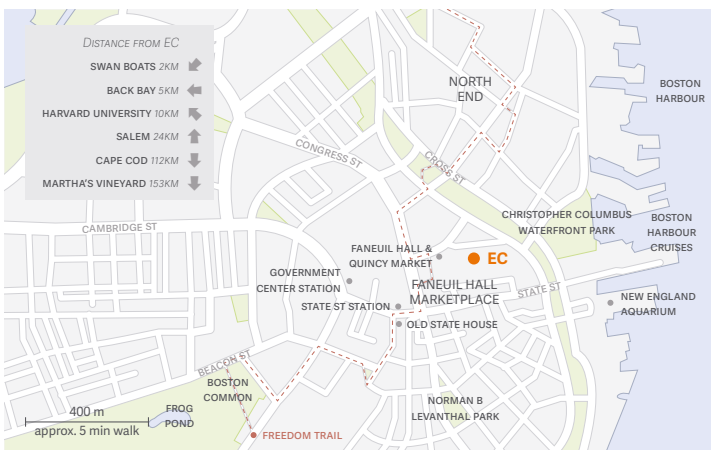 DISTANCE FROM EC
SWAN BOATS 2KM
BACK BAY 5KM
HARVARD UNIVERSITY 10KM
SALEM 24KM
CAPE COD 112KM
MARTHA'S VINEYARD 153KM
NORTH
END
BOSTON
HARBOUR
CONGRESS ST
CROSS ST
CAMBRIDGE ST
CHRISTOPHER COLUMBUS
WATERFRONT PARK
BOSTON
HARBOUR
CRUISES
FANEUIL HALL &
QUINCY MARKET
EC
GOVERNMENT
CENTER STATION
FANEUIL HALL
MARKETPLACE
STATE ST
STATE ST STATION
NEW ENGLAND
AQUARIUM
OLD STATE HOUSE
BEACON ST
BOSTON
COMMON
NORMAN B
LEVANTHAL PARK
FROG
POND
400 m
approx. 5 min walk
FREEDOM TRAIL